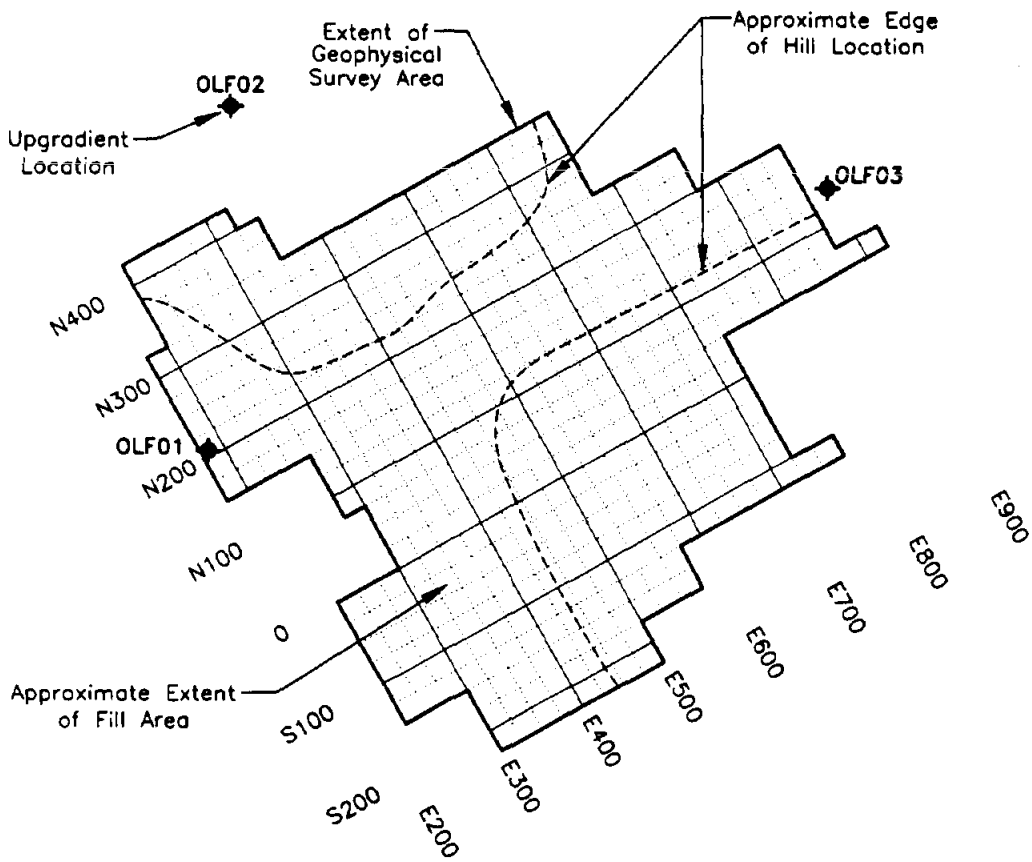 Extent of
Geophysical
Survey Area
Approximate Edge
of Hill Location
OLF02
Upgradient
Location
OLF03
N400
N300
OLF01
N200
N100
0
S100
S200
Approximate Extent
of Fill Area
E200
E300
E400
E500
E600
E700
E800
E900